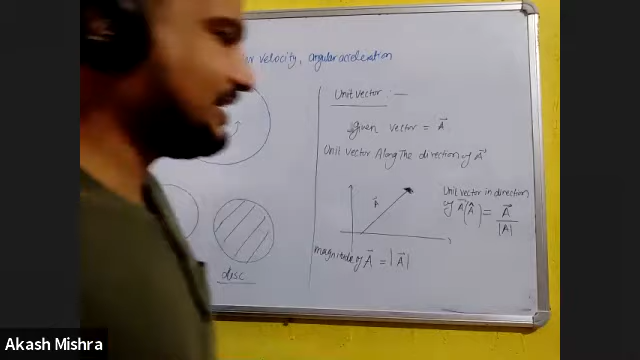 velocity, angular acceleration
Unit vector —
given vector = A⃗
Unit vector Along The direction of A⃗
A⃗
Unit vector in direction
of A⃗ (Â) = A⃗ / |A|
magnitude of A⃗ = |A⃗|
disc
Akash Mishra